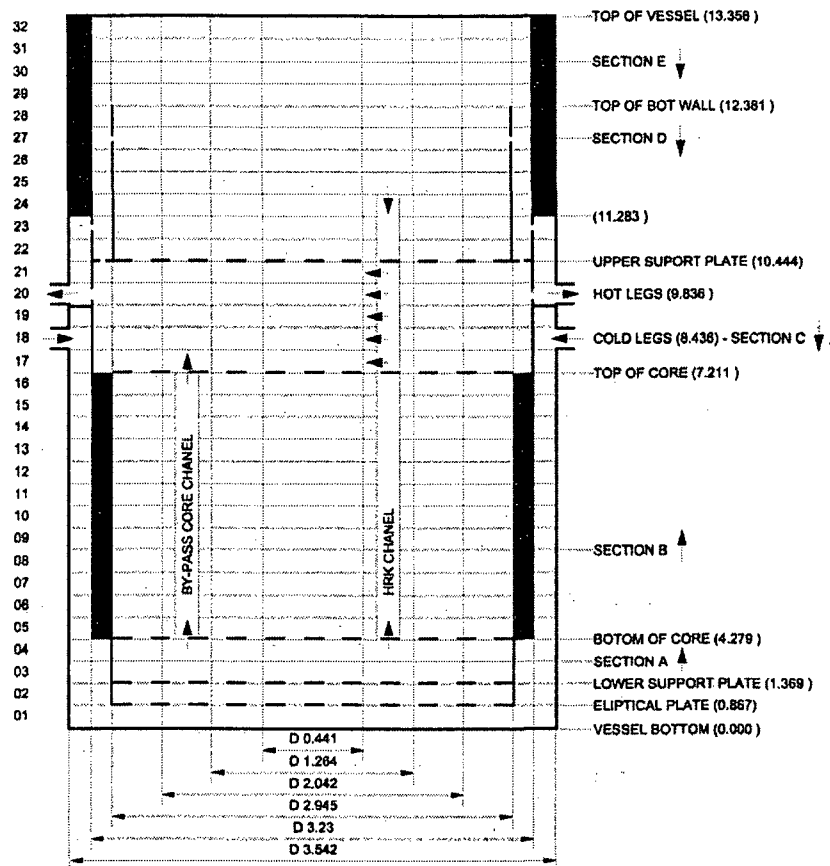 32
31
30
29
28
27
26
25
24
23
22
21
20
19
18
17
16
15
14
13
12
11
10
09
08
07
06
05
04
03
02
01
TOP OF VESSEL (13.358)
SECTION E
TOP OF BOT WALL (12.381)
SECTION D
(11.283 )
UPPER SUPORT PLATE (10.444)
HOT LEGS (9.836)
COLD LEGS (8.436) - SECTION C
TOP OF CORE (7.211 )
SECTION B
BOTOM OF CORE (4.279)
SECTION A
LOWER SUPPORT PLATE (1.369 )
ELIPTICAL PLATE (0.867)
VESSEL BOTTOM (0.000 )
BY-PASS CORE CHANEL
HRK CHANEL
D 0.441
D 1.264
D 2.042
D 2.945
D 3.23
D 3.542